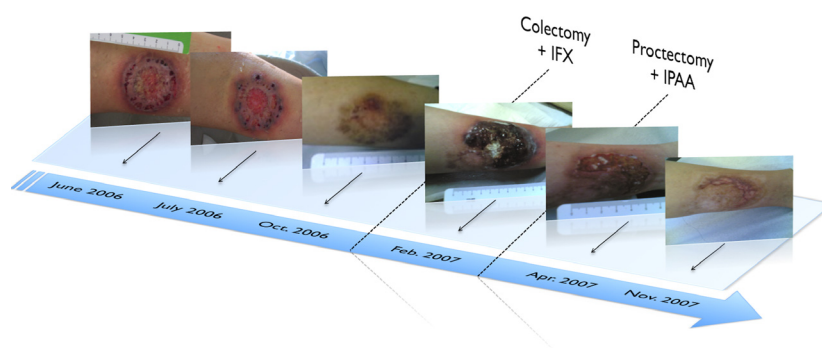 Colectomy
+ IFX
Proctectomy
+ IPAA
June 2006
July 2006
Oct. 2006
Feb. 2007
Apr. 2007
Nov. 2007